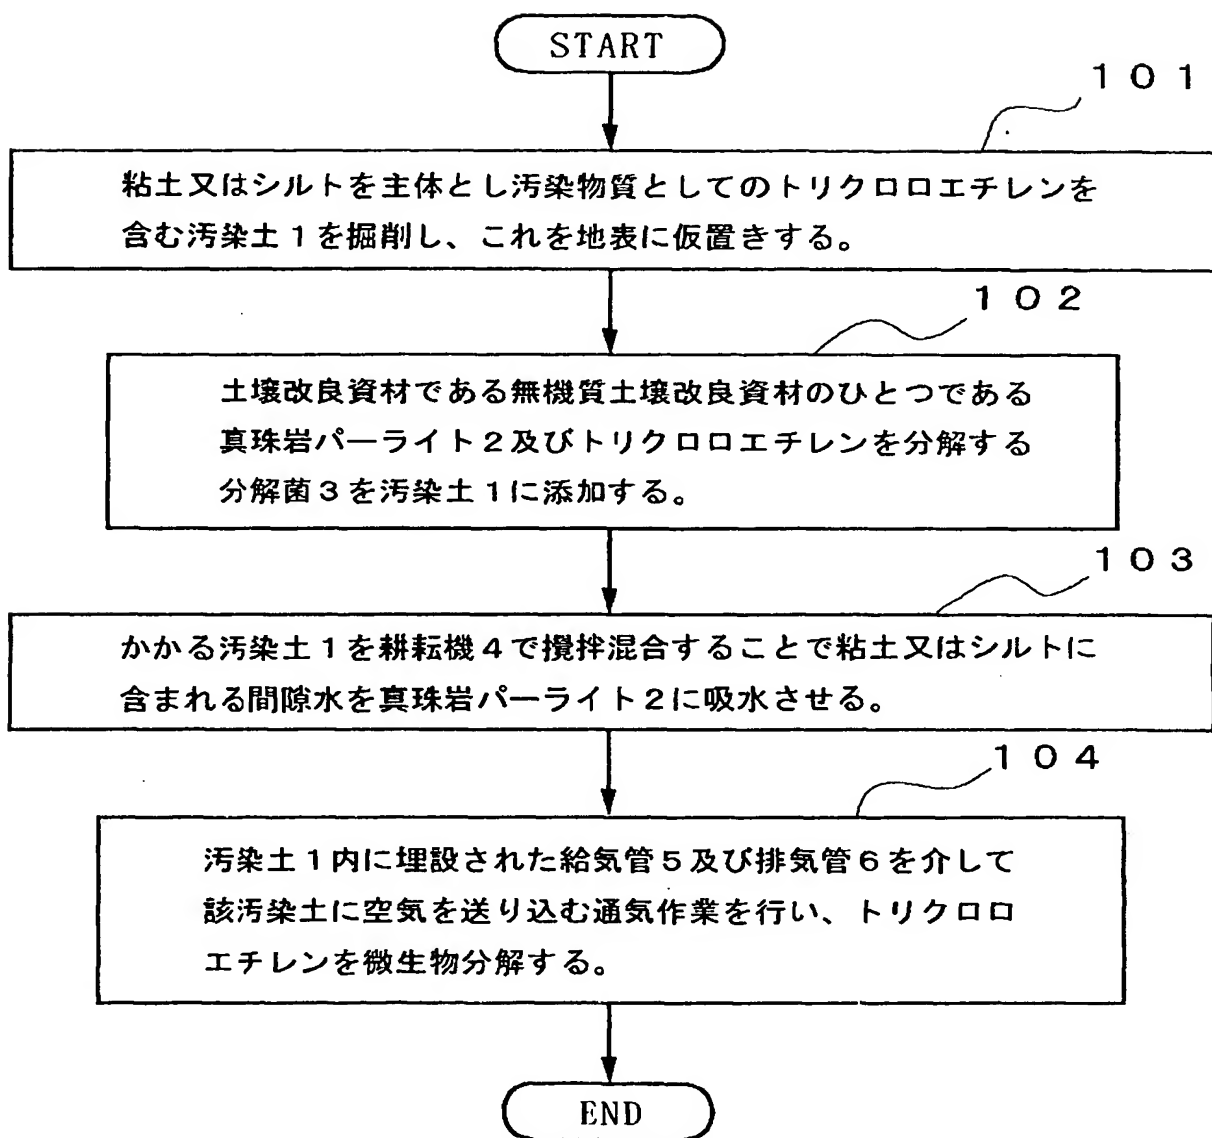 START
101
粘土又はシルトを主体とし汚染物質としてのトリクロロエチレンを
含む汚染土1を掘削し、これを地表に仮置きする。
102
土壌改良資材である無機質土壌改良資材のひとつである
真珠岩パーライト2及びトリクロロエチレンを分解する
分解菌3を汚染土1に添加する。
103
かかる汚染土1を耕耘機4で攪拌混合することで粘土又はシルトに
含まれる間隙水を真珠岩パーライト2に吸水させる。
104
汚染土1内に埋設された給気管5及び排気管6を介して
該汚染土に空気を送り込む通気作業を行い、トリクロロ
エチレンを微生物分解する。
END